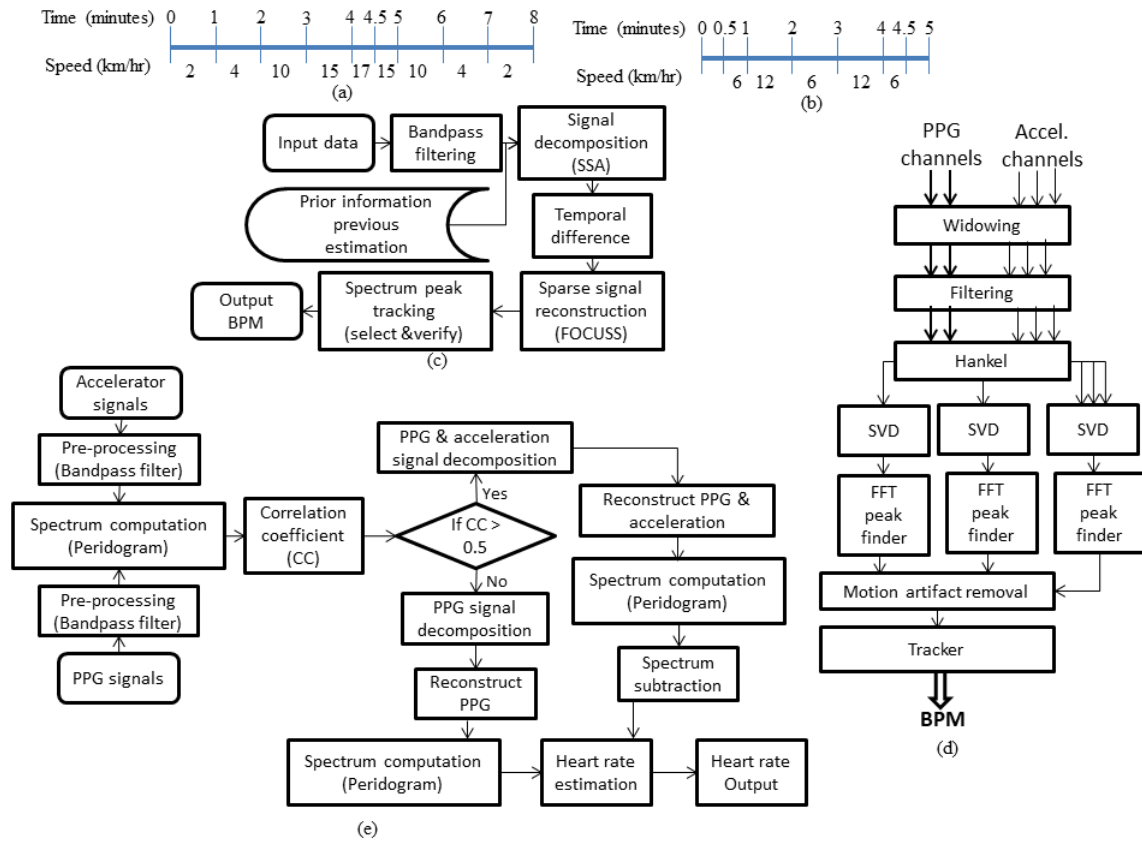 Time (minutes) 0 1 2 3 4 4.5 5 6 7 8
Speed (km/hr) 2 4 10 15 17 15 10 4 2
(a)
Time (minutes) 0 0.5 1 2 3 4 4.5 5
Speed (km/hr) 6 12 6 12 6
(b)
Input data
Bandpass
filtering
Signal
decomposition
(SSA)
Prior information
previous
estimation
Temporal
difference
Output
BPM
Spectrum peak
tracking
(select &verify)
Sparse signal
reconstruction
(FOCUSS)
(c)
PPG
channels
Accel.
channels
Widowing
Filtering
Hankel
SVD
SVD
SVD
FFT
peak
finder
FFT
peak
finder
FFT
peak
finder
Motion artifact removal
Tracker
BPM
(d)
Accelerator
signals
Pre-processing
(Bandpass filter)
Spectrum computation
(Peridogram)
Pre-processing
(Bandpass filter)
PPG signals
Correlation
coefficient
(CC)
If CC >
0.5
Yes
No
PPG & acceleration
signal decomposition
Reconstruct PPG &
acceleration
Spectrum computation
(Peridogram)
Spectrum
subtraction
PPG signal
decomposition
Reconstruct
PPG
Spectrum computation
(Peridogram)
Heart rate
estimation
Heart rate
Output
(e)